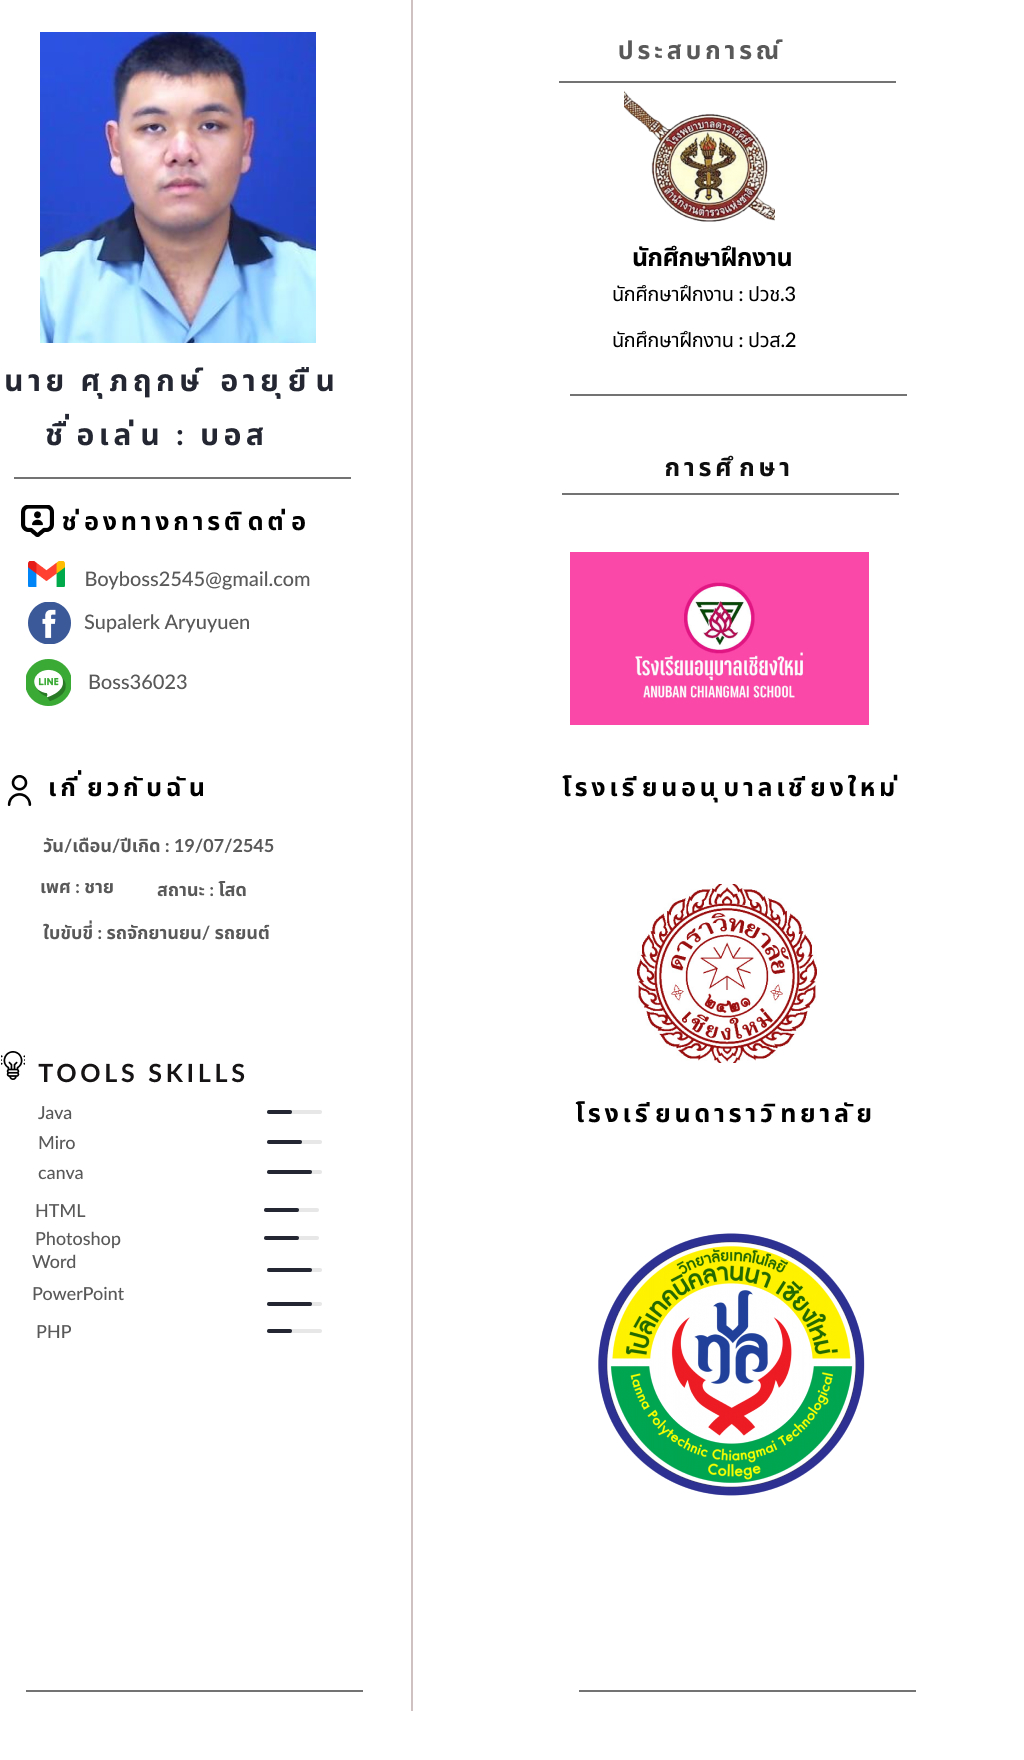 นาย ศุภฤกษ์ อายุยืน
ชื่อเล่น : บอส
ช่องทางการติดต่อ
Boyboss2545@gmail.com
Supalerk Aryuyuen
LINE
Boss36023
เกี่ยวกับฉัน
วัน/เดือน/ปีเกิด : 19/07/2545
เพศ : ชาย
สถานะ : โสด
ใบขับขี่ : รถจักยานยน/ รถยนต์
TOOLS SKILLS
Java
Miro
canva
HTML
Photoshop
Word
PowerPoint
PHP
ประสบการณ์
โรงพยาบาลดารารัศมี
สำนักงานตำรวจแห่งชาติ
นักศึกษาฝึกงาน
นักศึกษาฝึกงาน : ปวช.3
นักศึกษาฝึกงาน : ปวส.2
การศึกษา
โรงเรียนอนุบาลเชียงใหม่
ANUBAN CHIANGMAI SCHOOL
โรงเรียนอนุบาลเชียงใหม่
ดาราวิทยาลัย
๒๔๒๑
เชียงใหม่
โรงเรียนดาราวิทยาลัย
วิทยาลัยเทคโนโลยี
โปลิเทคนิคลานนา เชียงใหม่
ปทล
Lanna Polytechnic Chiangmai Technological
College